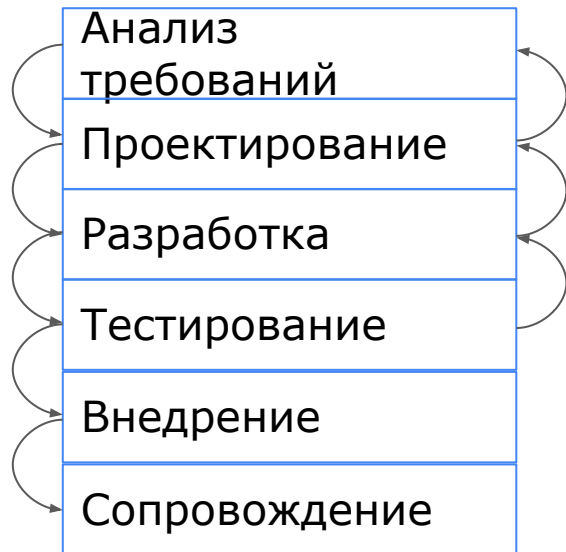 Анализ
требований
Проектирование
Разработка
Тестирование
Внедрение
Сопровождение